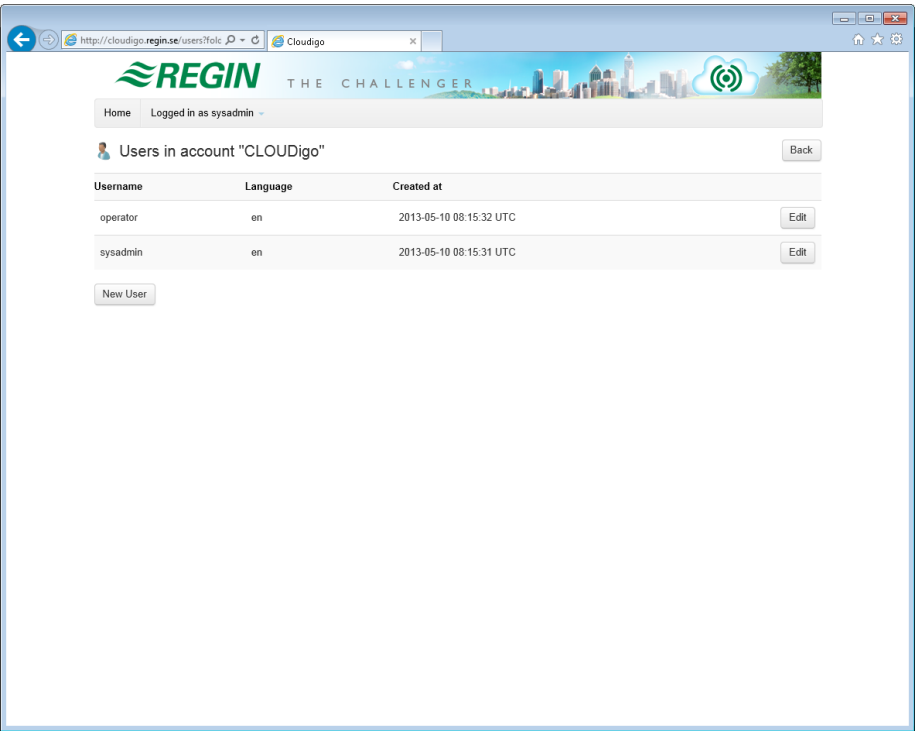 http://cloudigo.regin.se/users?folc
Cloudigo
REGIN THE CHALLENGER
Home Logged in as sysadmin
Users in account "CLOUDigo" Back
Username Language Created at
operator en 2013-05-10 08:15:32 UTC Edit
sysadmin en 2013-05-10 08:15:31 UTC Edit
New User